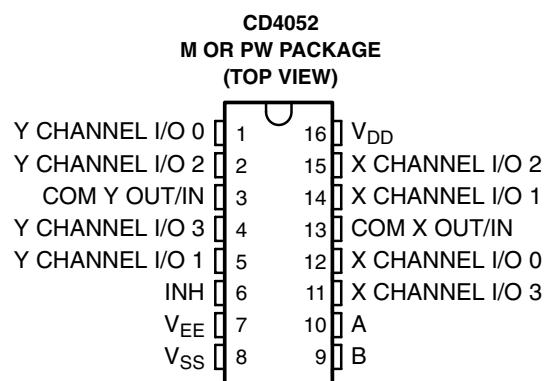 CD4052
M OR PW PACKAGE
(TOP VIEW)
Y CHANNEL I/O 0 1 16 VDD
Y CHANNEL I/O 2 2 15 X CHANNEL I/O 2
COM Y OUT/IN 3 14 X CHANNEL I/O 1
Y CHANNEL I/O 3 4 13 COM X OUT/IN
Y CHANNEL I/O 1 5 12 X CHANNEL I/O 0
INH 6 11 X CHANNEL I/O 3
VEE 7 10 A
VSS 8 9 B